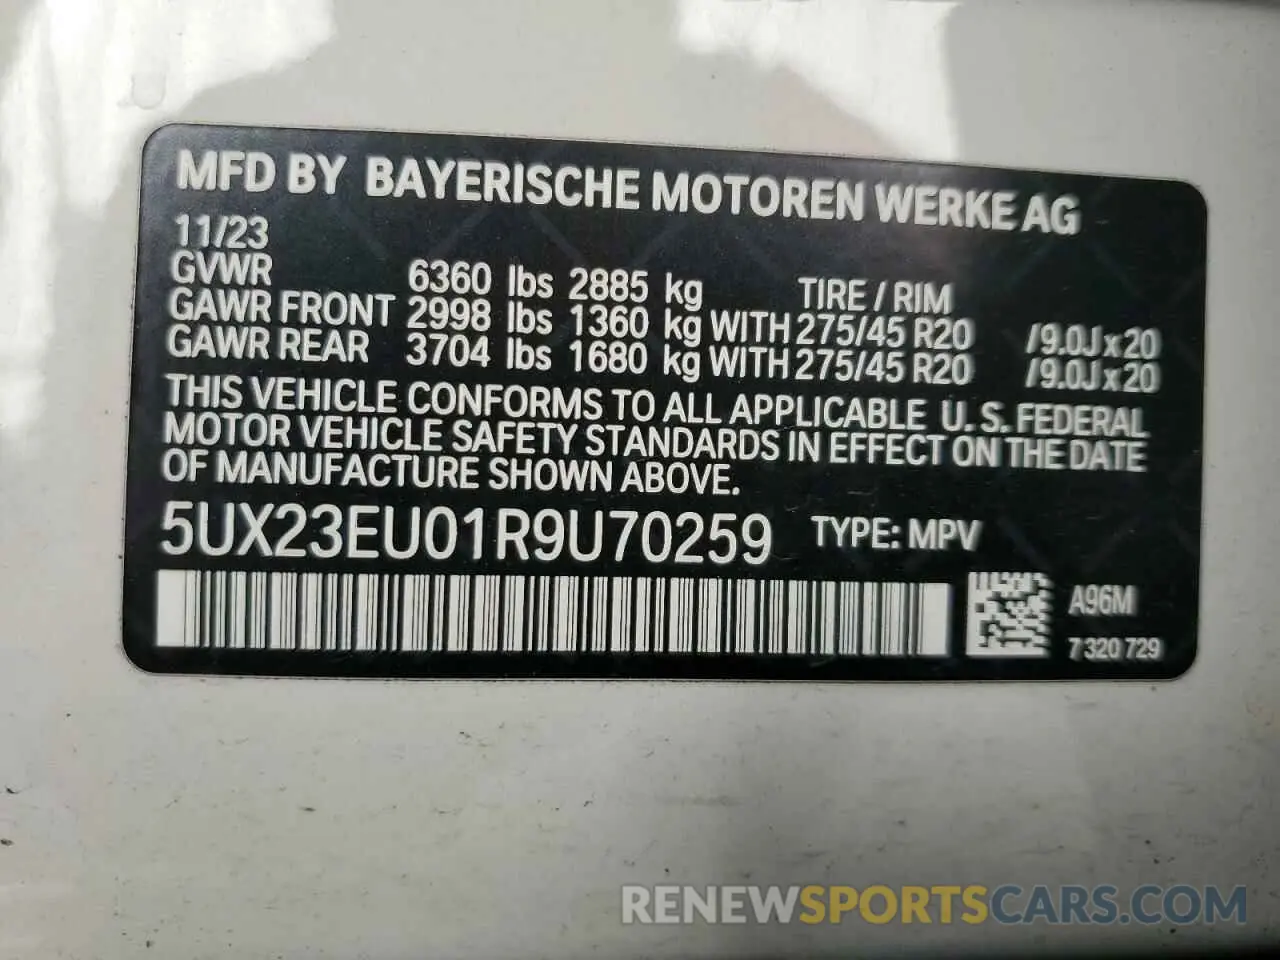 MFD BY BAYERISCHE MOTOREN WERKE AG
11/23
GVWR 6360 lbs 2885 kg TIRE / RIM
GAWR FRONT 2998 lbs 1360 kg WITH 275/45 R20 /9.0J x 20
GAWR REAR 3704 lbs 1680 kg WITH 275/45 R20 /9.0J x 20
THIS VEHICLE CONFORMS TO ALL APPLICABLE U.S. FEDERAL
MOTOR VEHICLE SAFETY STANDARDS IN EFFECT ON THE DATE
OF MANUFACTURE SHOWN ABOVE.
5UX23EU01R9U70259 TYPE: MPV
A96M
7 320 729
RENEWSPORTSCARS.COM